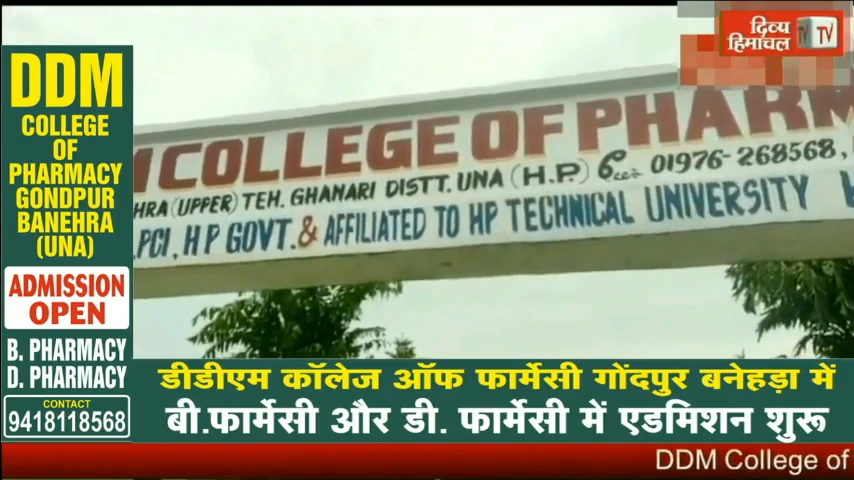 दिव्य
हिमाचल
TV TV
DDM
COLLEGE
OF
PHARMACY
GONDPUR
BANEHRA
(UNA)
ADMISSION
OPEN
B. PHARMACY
D. PHARMACY
CONTACT
9418118568
COLLEGE OF PHARM
HRA (UPPER) TEH. GHANARI DISTT. UNA (H.P.) 01976-268568,
PCI, H P GOVT. & AFFILIATED TO HP TECHNICAL UNIVERSITY
डीडीएम कॉलेज ऑफ फार्मेसी गोंदपुर बनेहड़ा में
बी.फार्मेसी और डी. फार्मेसी में एडमिशन शुरू
DDM College of